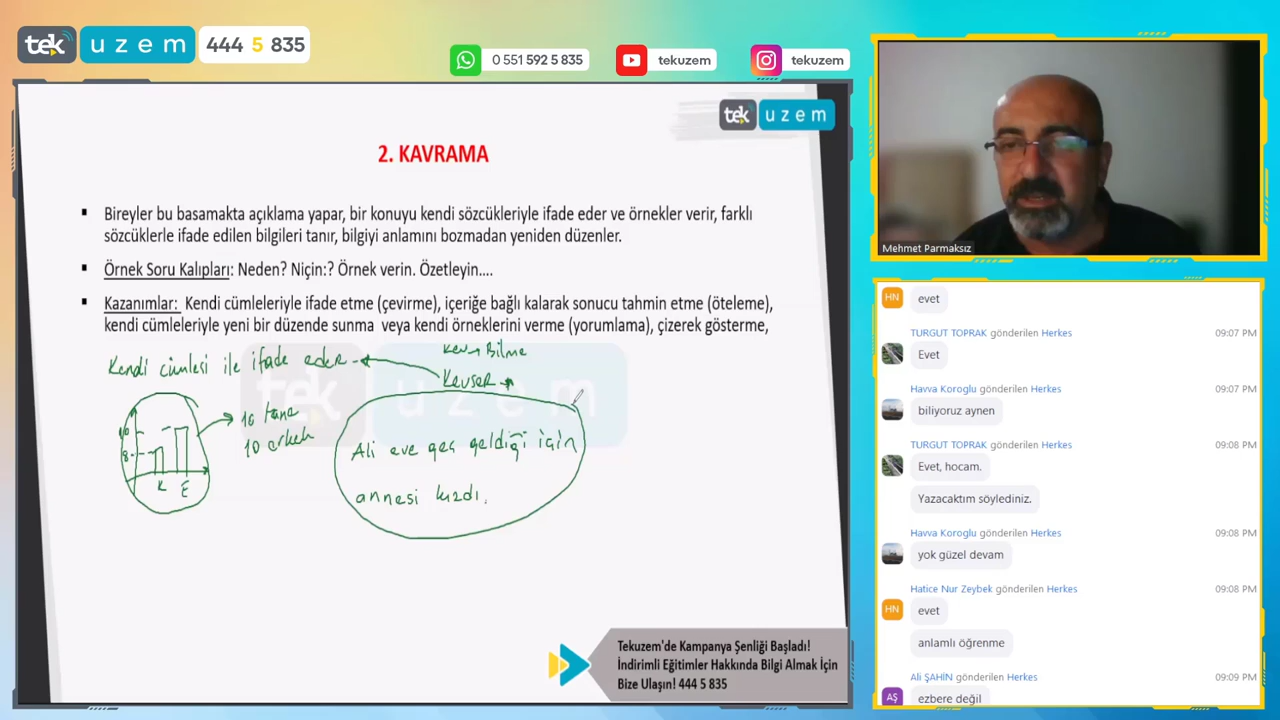 tek uzem 444 5 835
0 551 592 5 835
tekuzem
tekuzem
tek uzem
2. KAVRAMA
▪ Bireyler bu basamakta açıklama yapar, bir konuyu kendi sözcükleriyle ifade eder ve örnekler verir, farklı
sözcüklerle ifade edilen bilgileri tanır, bilgiyi anlamını bozmadan yeniden düzenler.
▪ Örnek Soru Kalıpları: Neden? Niçin:? Örnek verin. Özetleyin....
▪ Kazanımlar: Kendi cümleleriyle ifade etme (çevirme), içeriğe bağlı kalarak sonucu tahmin etme (öteleme),
kendi cümleleriyle yeni bir düzende sunma veya kendi örneklerini verme (yorumlama), çizerek gösterme,
Kendi cümlesi ile ifade eder
Bilme
Kevser
10
8
K E
10 erkek
Ali eve geç geldiği için
annesi kızdı.
Tekuzem'de Kampanya Şenliği Başladı!
İndirimli Eğitimler Hakkında Bilgi Almak İçin
Bize Ulaşın! 444 5 835
Mehmet Parmaksız
HN evet
TURGUT TOPRAK gönderilen Herkes 09:07 PM
Evet
Havva Koroglu gönderilen Herkes 09:07 PM
biliyoruz aynen
TURGUT TOPRAK gönderilen Herkes 09:08 PM
Evet, hocam.
Yazacaktım söylediniz.
Havva Koroglu gönderilen Herkes 09:08 PM
yok güzel devam
Hatice Nur Zeybek gönderilen Herkes 09:08 PM
HN evet
anlamlı öğrenme
Ali ŞAHİN gönderilen Herkes 09:09 PM
AŞ ezbere değil